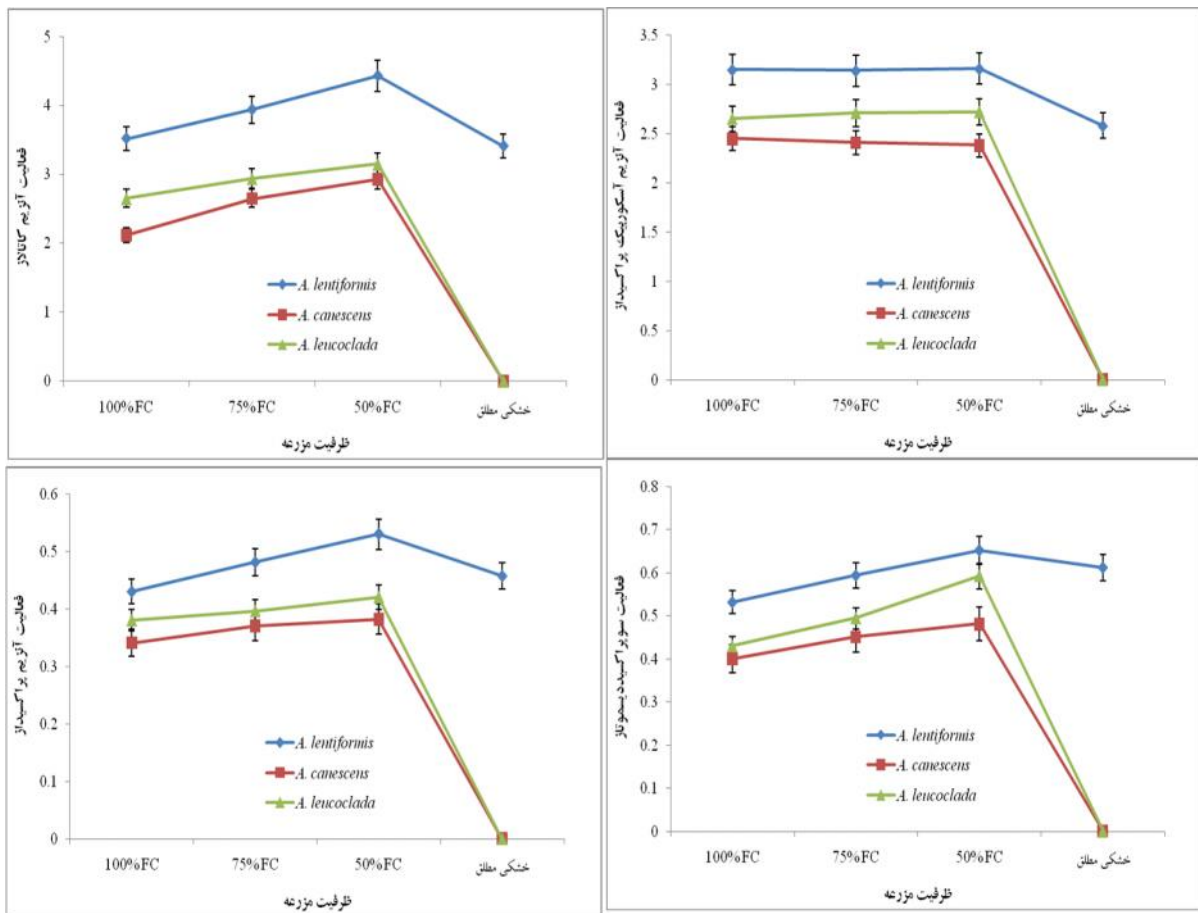 فعالیت آنزیم کاتالاز
5
4
3
2
1
0
A. lentiformis
A. canescens
A. leucoclada
100%FC 75%FC 50%FC خشکی مطلق
ظرفیت مزرعه
فعالیت آنزیم آسکوربیک پراکسیداز
3.5
3
2.5
2
1.5
1
0.5
0
A. lentiformis
A. canescens
A. leucoclada
100%FC 75%FC 50%FC خشکی مطلق
ظرفیت مزرعه
فعالیت آنزیم پراکسیداز
0.6
0.5
0.4
0.3
0.2
0.1
0
A. lentiformis
A. canescens
A. leucoclada
100%FC 75%FC 50%FC خشکی مطلق
ظرفیت مزرعه
فعالیت سوپراکسیددیسموتاز
0.8
0.7
0.6
0.5
0.4
0.3
0.2
0.1
0
A. lentiformis
A. canescens
A. leucoclada
100%FC 75%FC 50%FC خشکی مطلق
ظرفیت مزرعه